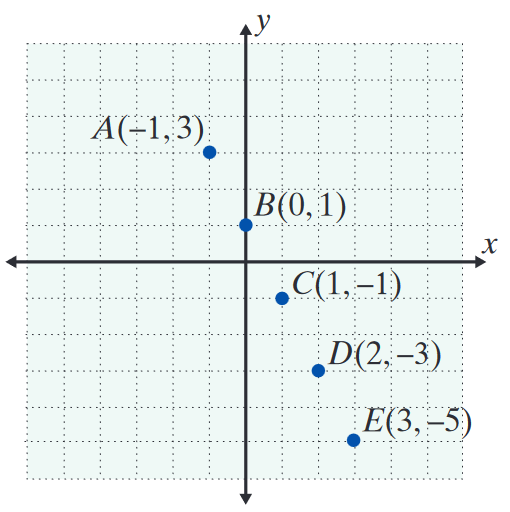 y
A(−1, 3)
B(0, 1)
x
C(1, −1)
D(2, −3)
E(3, −5)